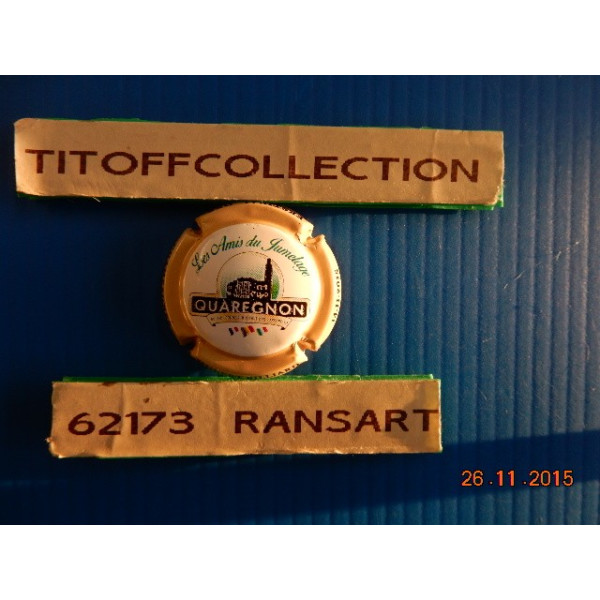 TITOFFCOLLECTION
Les Amis du Jumelage
QUAREGNON
62173 RANSART
26.11.2015